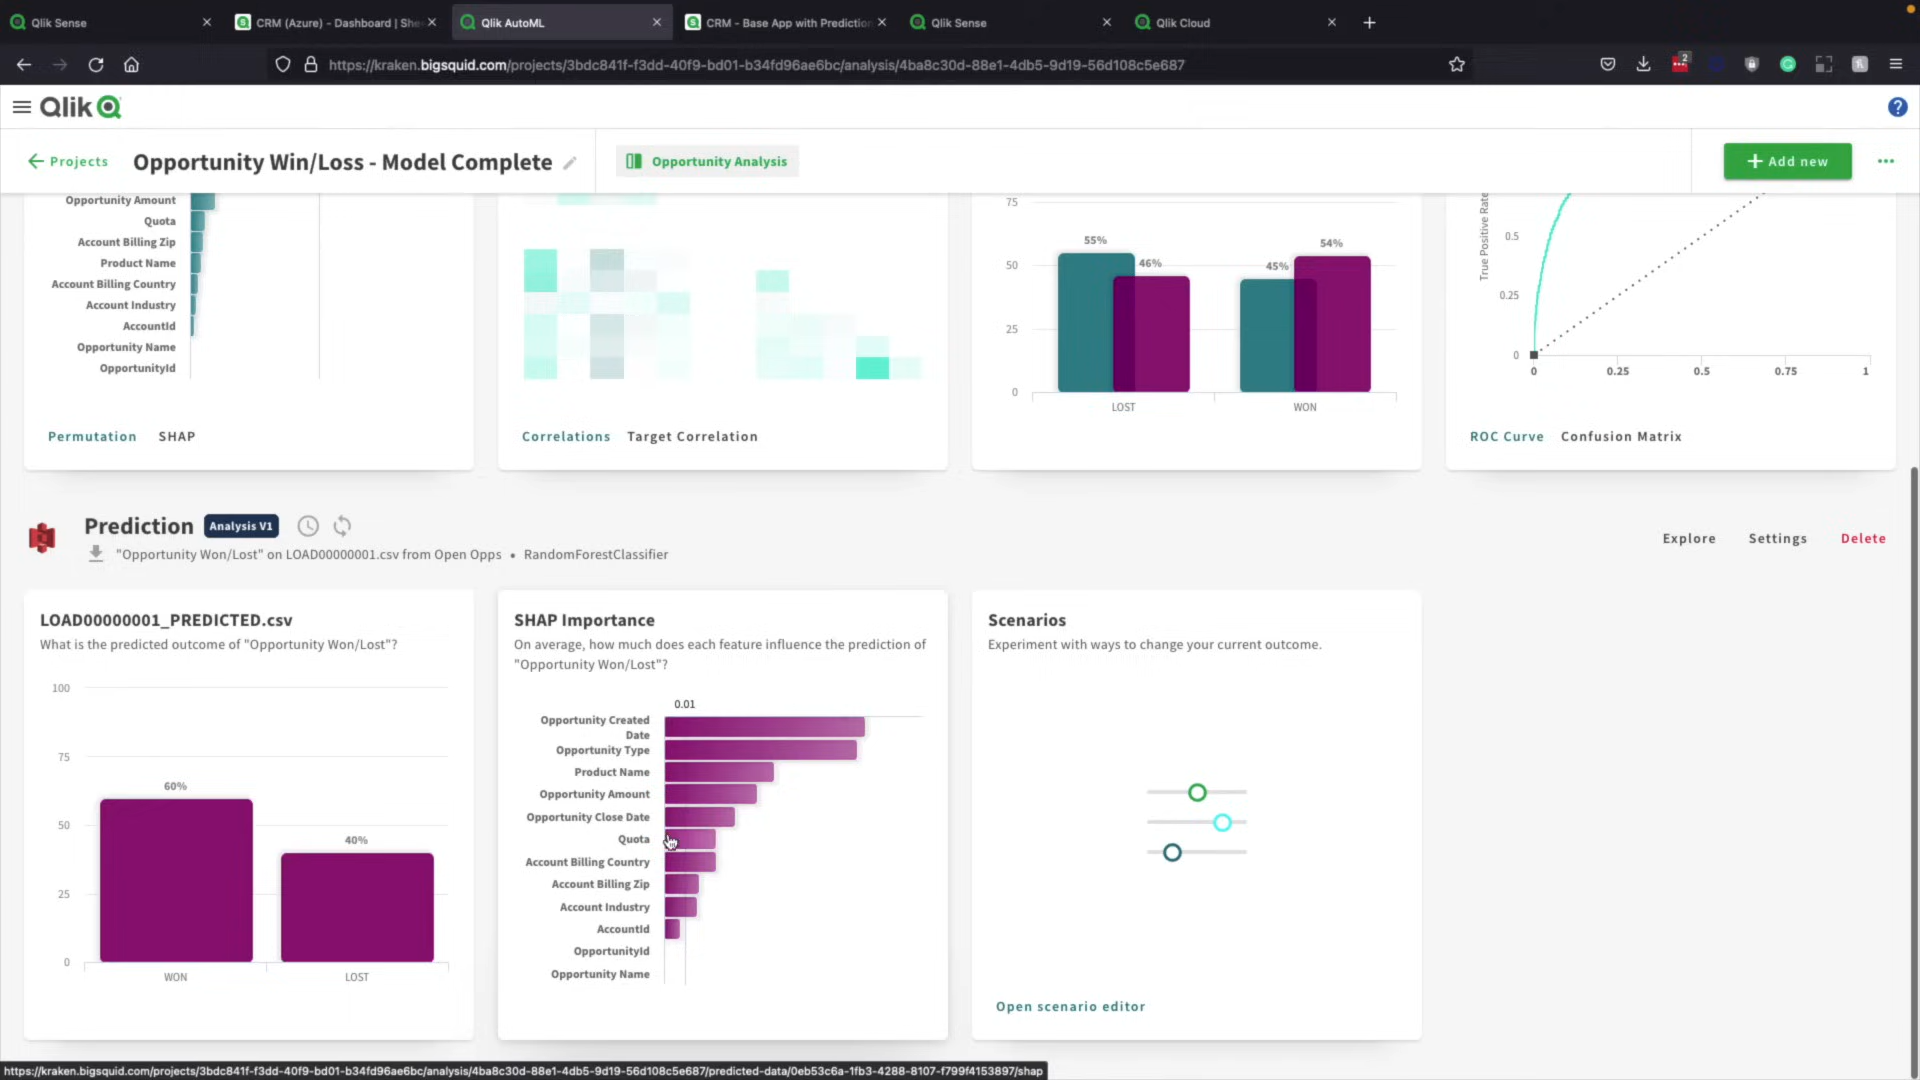 Qlik Sense
CRM (Azure) - Dashboard | She
Qlik AutoML
CRM - Base App with Prediction
Qlik Sense
Qlik Cloud
https://kraken.bigsquid.com/projects/3bdc841f-f3dd-40f9-bd01-b34fd96ae6bc/analysis/4ba8c30d-88e1-4db5-9d19-56d108c5e687
2
Qlik
?
Projects
Opportunity Win/Loss - Model Complete
Opportunity Analysis
+ Add new
Opportunity Amount
Quota
Account Billing Zip
Product Name
Account Billing Country
Account Industry
AccountId
Opportunity Name
OpportunityId
Permutation SHAP
Correlations Target Correlation
75
50
25
0
55%
46%
45%
54%
LOST
WON
True Positive Rate
0.5
0.25
0
0 0.25 0.5 0.75 1
ROC Curve Confusion Matrix
Prediction Analysis V1
"Opportunity Won/Lost" on LOAD00000001.csv from Open Opps • RandomForestClassifier
Explore Settings Delete
LOAD00000001_PREDICTED.csv
What is the predicted outcome of "Opportunity Won/Lost"?
100
75
50
25
0
60%
40%
WON
LOST
SHAP Importance
On average, how much does each feature influence the prediction of
"Opportunity Won/Lost"?
0.01
Opportunity Created
Date
Opportunity Type
Product Name
Opportunity Amount
Opportunity Close Date
Quota
Account Billing Country
Account Billing Zip
Account Industry
AccountId
OpportunityId
Opportunity Name
Scenarios
Experiment with ways to change your current outcome.
Open scenario editor
https://kraken.bigsquid.com/projects/3bdc841f-f3dd-40f9-bd01-b34fd96ae6bc/analysis/4ba8c30d-88e1-4db5-9d19-56d108c5e687/predicted-data/0eb53c6a-1fb3-4288-8107-f799f4153897/shap